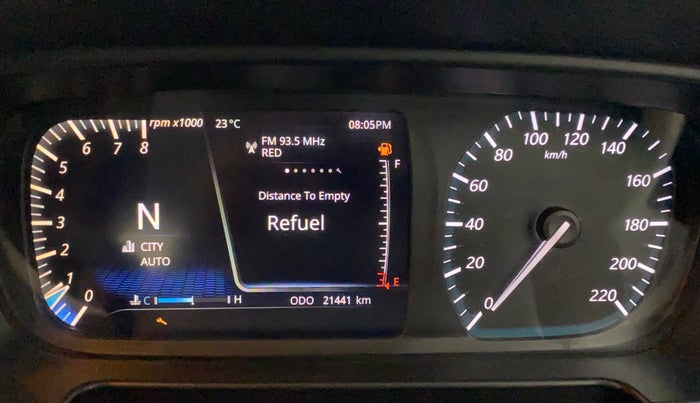 rpm x1000
23 °C
08:05PM
FM 93.5 MHz
RED
Distance To Empty
Refuel
F
E
N
CITY
AUTO
0
1
2
3
4
5
6
7
8
C
H
ODO 21441 km
0
20
40
60
80
100
120
140
160
180
200
220
km/h